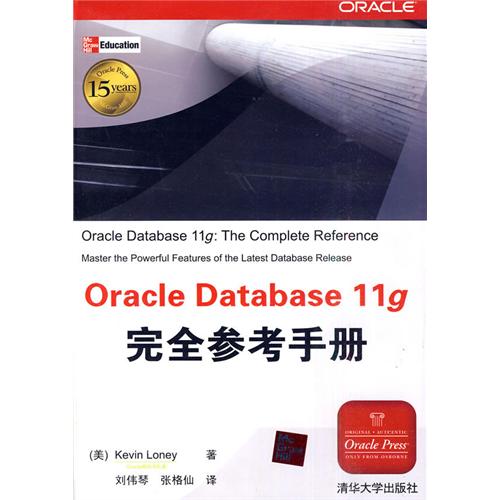 ORACLE
Mc
Graw
Hill
Education
Oracle Press
15 years
Oracle Database 11g: The Complete Reference
Master the Powerful Features of the Latest Database Release
Oracle Database 11g
完全参考手册
(美) Kevin Loney 著
刘伟琴 张格仙 译
Mc
Graw
Hill
ORIGINAL • AUTHENTIC
Oracle Press
ONLY FROM OSBORNE
清华大学出版社